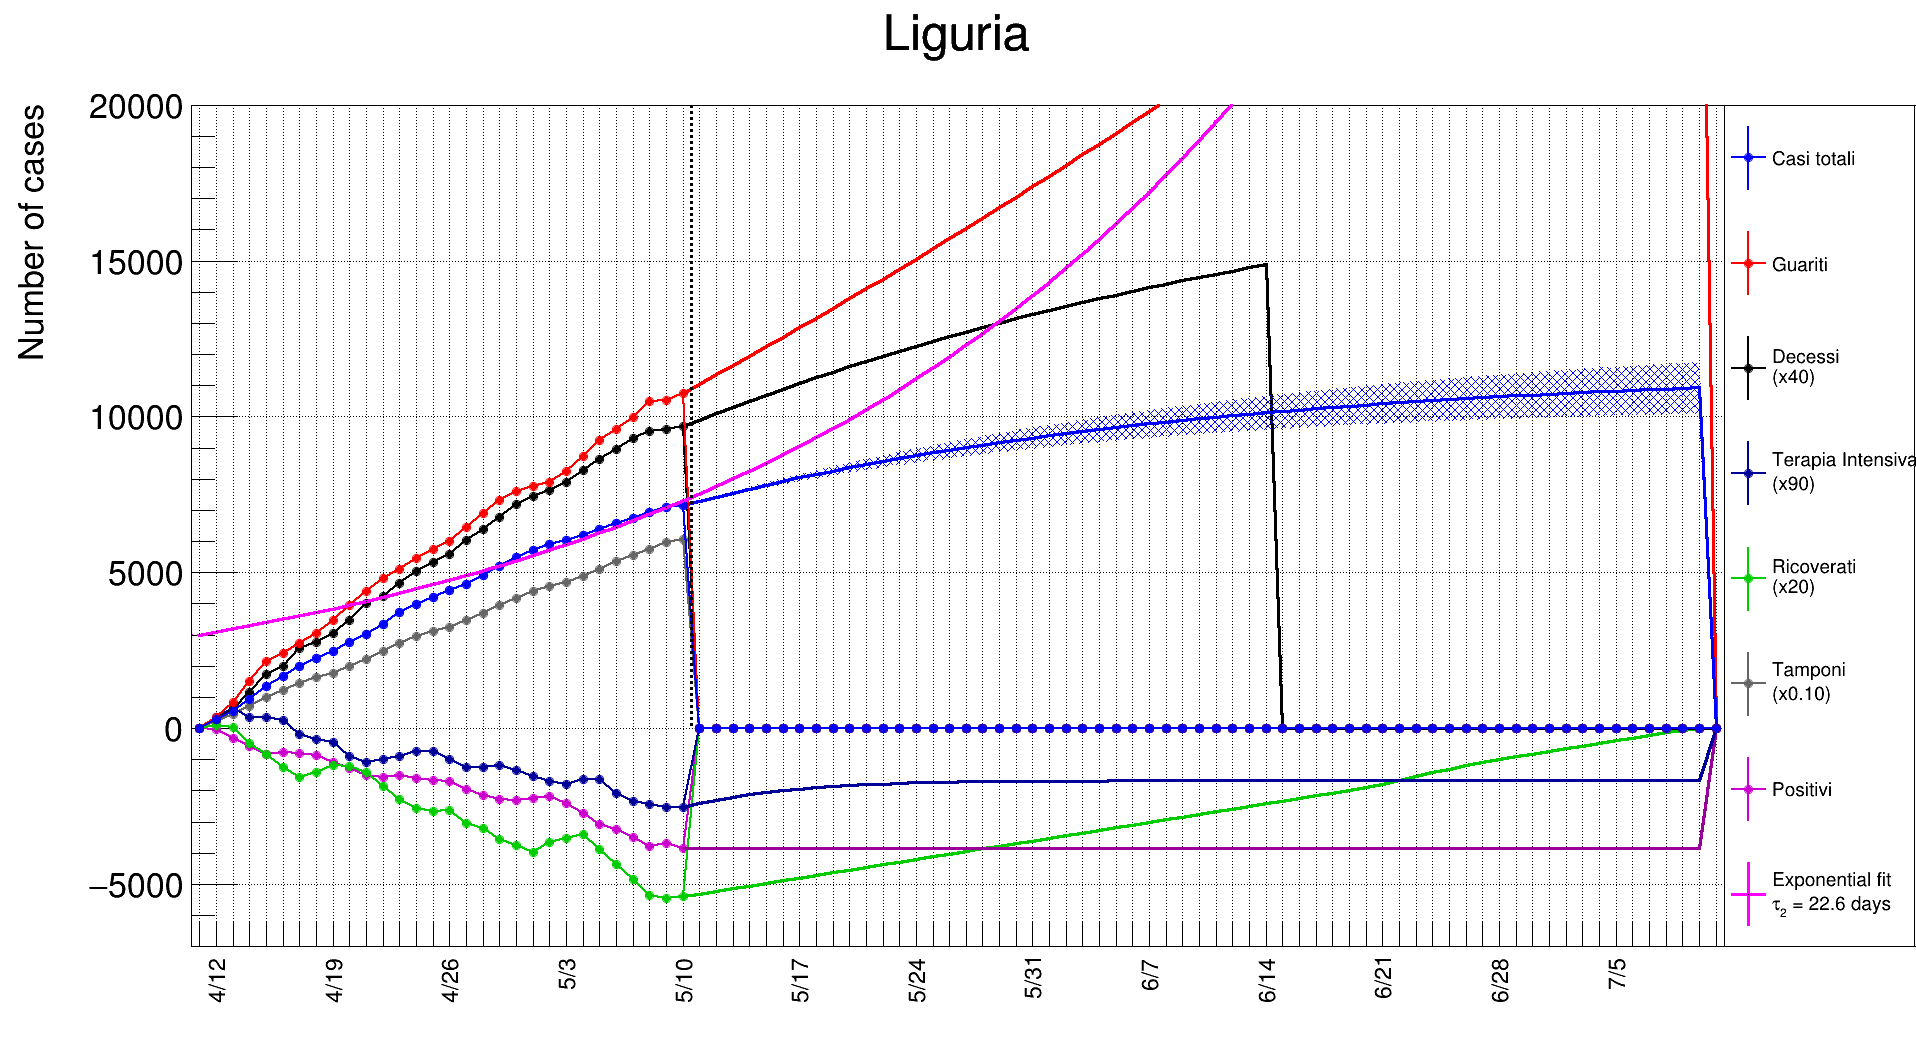 Liguria
Number of cases
20000
15000
10000
5000
0
−5000
4/12
4/19
4/26
5/3
5/10
5/17
5/24
5/31
6/7
6/14
6/21
6/28
7/5
Casi totali
Guariti
Decessi
(x40)
Terapia Intensiva
(x90)
Ricoverati
(x20)
Tamponi
(x0.10)
Positivi
Exponential fit
τ2 = 22.6 days